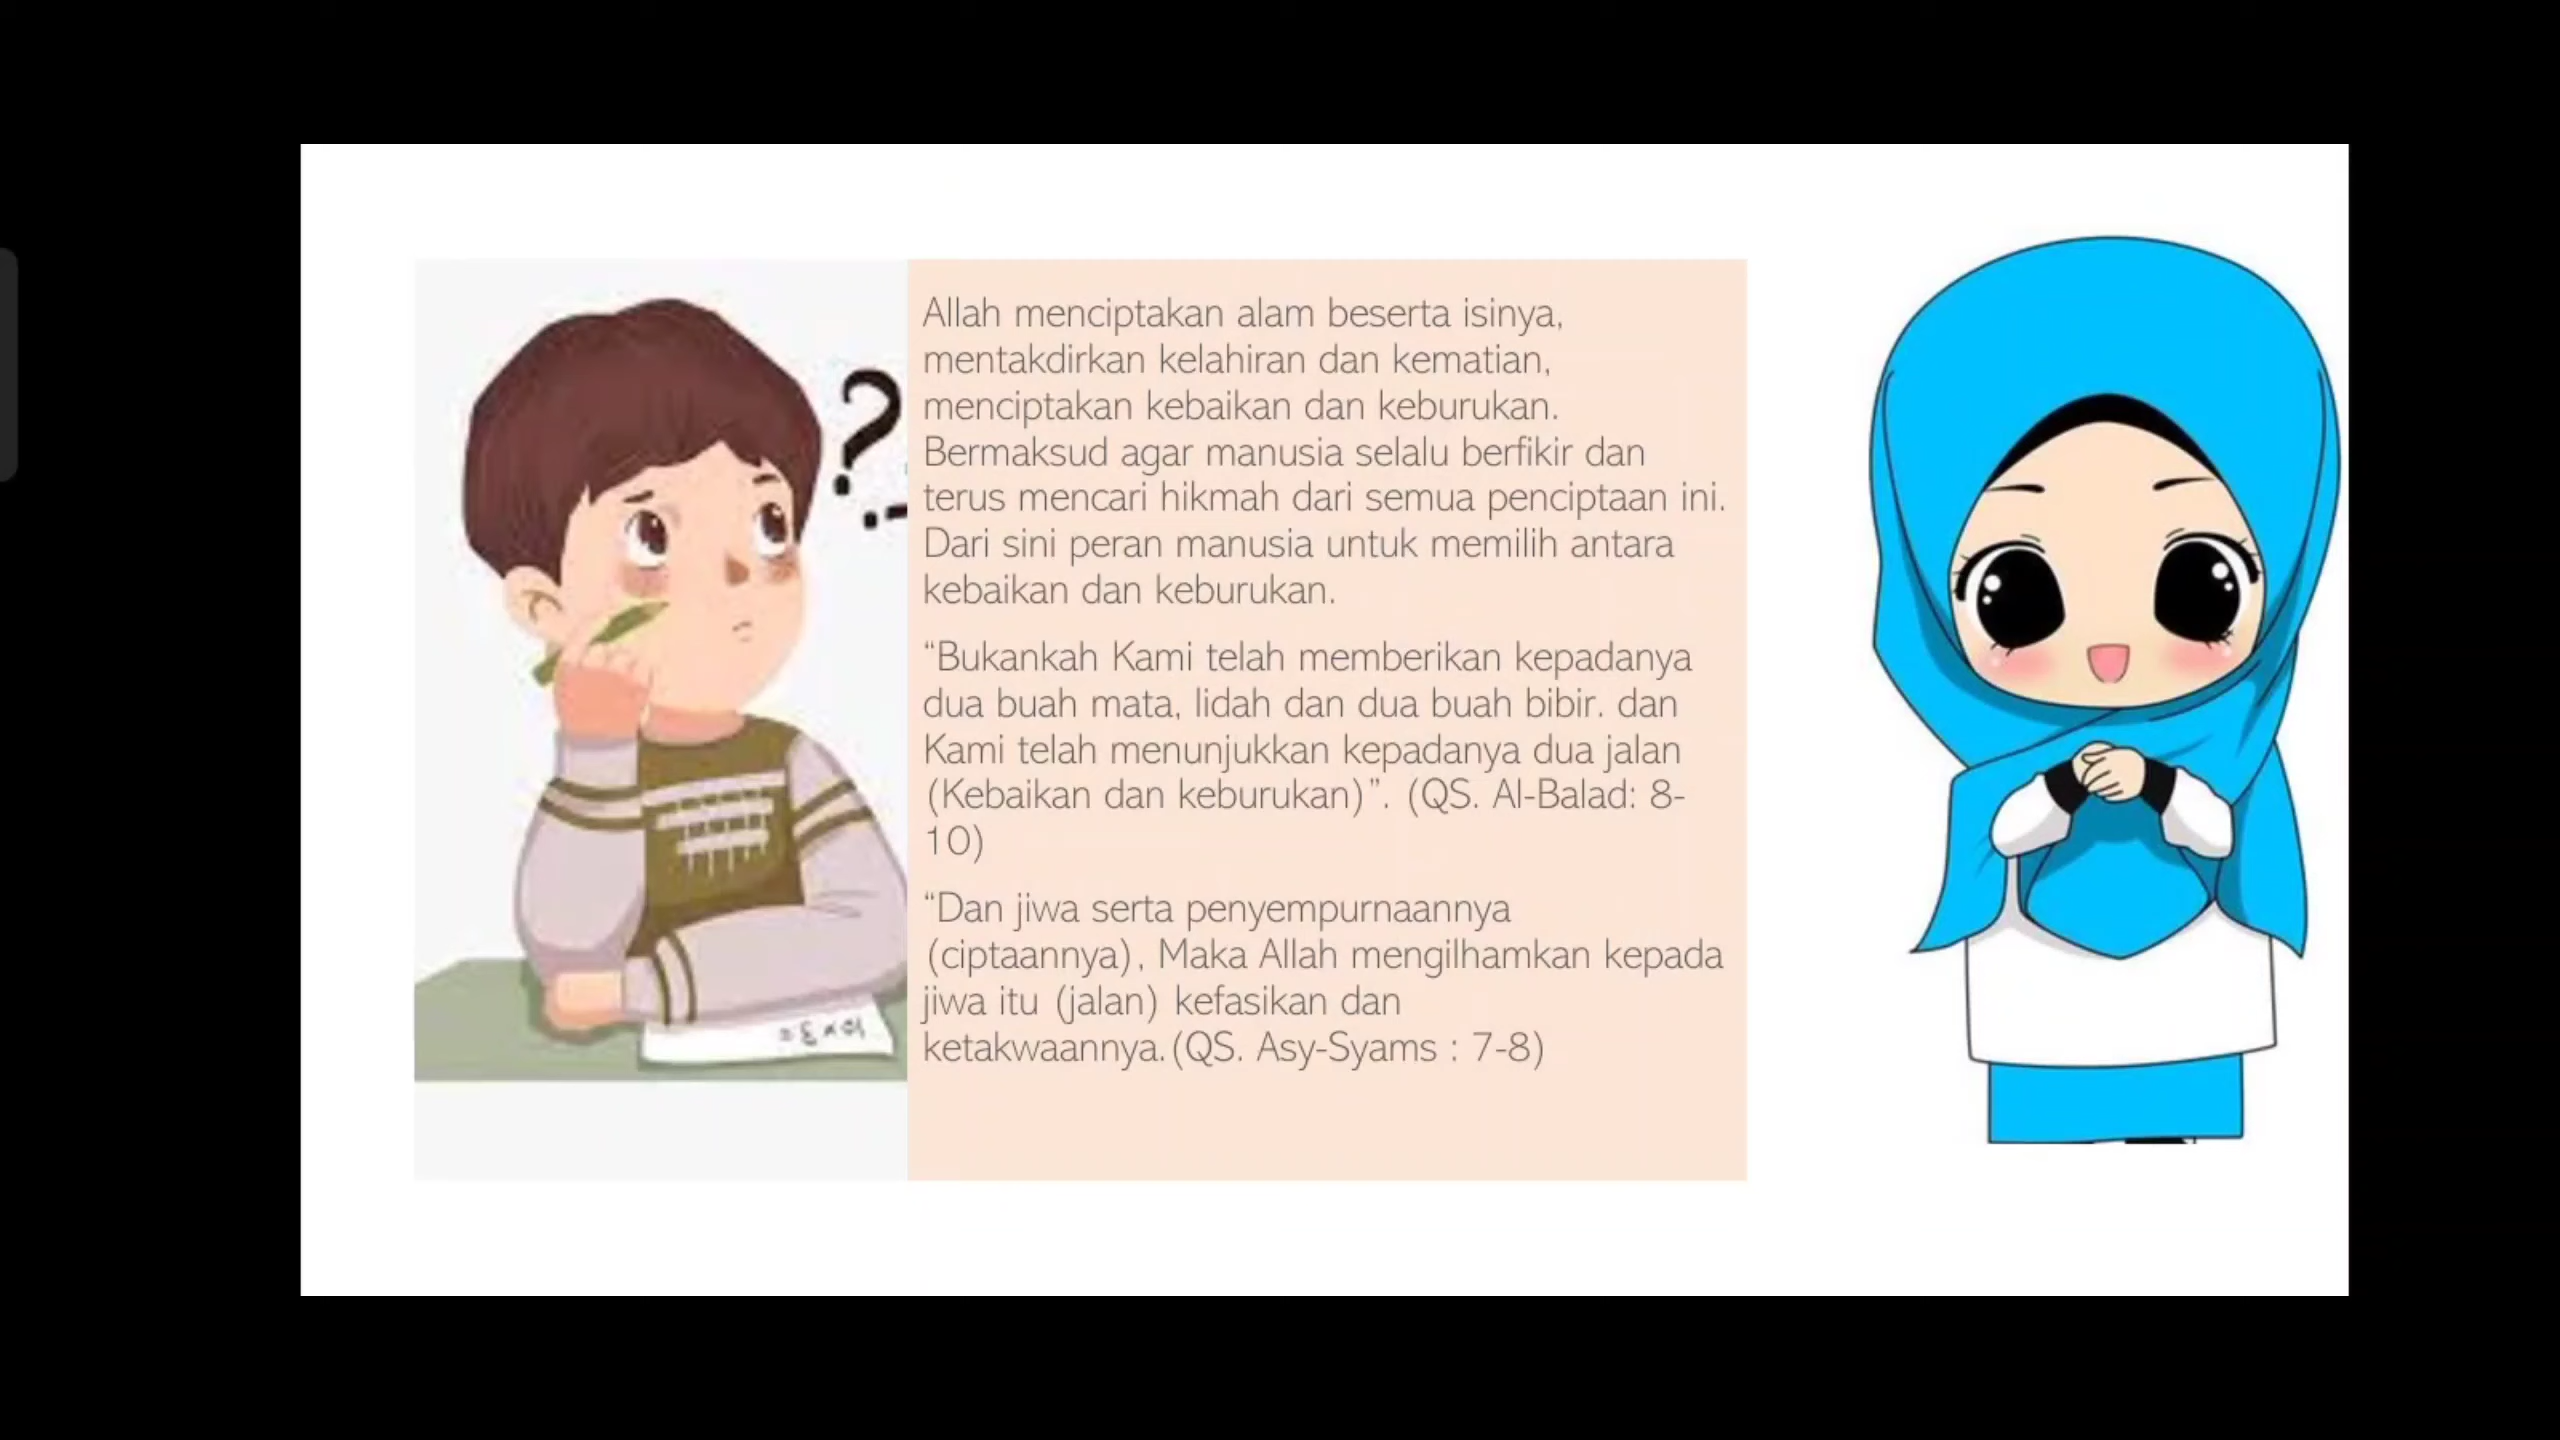 Allah menciptakan alam beserta isinya,
mentakdirkan kelahiran dan kematian,
menciptakan kebaikan dan keburukan.
Bermaksud agar manusia selalu berfikir dan
terus mencari hikmah dari semua penciptaan ini.
Dari sini peran manusia untuk memilih antara
kebaikan dan keburukan.
“Bukankah Kami telah memberikan kepadanya
dua buah mata, lidah dan dua buah bibir. dan
Kami telah menunjukkan kepadanya dua jalan
(Kebaikan dan keburukan)”. (QS. Al-Balad: 8-
10)
“Dan jiwa serta penyempurnaannya
(ciptaannya), Maka Allah mengilhamkan kepada
jiwa itu (jalan) kefasikan dan
ketakwaannya.(QS. Asy-Syams : 7-8)
?